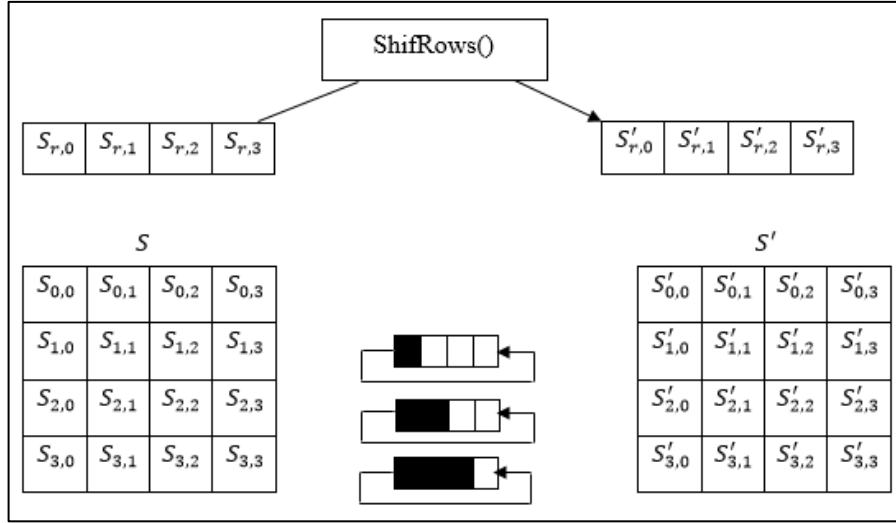 ShifRows()
S_{r,0} S_{r,1} S_{r,2} S_{r,3}
S'_{r,0} S'_{r,1} S'_{r,2} S'_{r,3}
S
S'
S_{0,0} S_{0,1} S_{0,2} S_{0,3}
S'_{0,0} S'_{0,1} S'_{0,2} S'_{0,3}
S_{1,0} S_{1,1} S_{1,2} S_{1,3}
S'_{1,0} S'_{1,1} S'_{1,2} S'_{1,3}
S_{2,0} S_{2,1} S_{2,2} S_{2,3}
S'_{2,0} S'_{2,1} S'_{2,2} S'_{2,3}
S_{3,0} S_{3,1} S_{3,2} S_{3,3}
S'_{3,0} S'_{3,1} S'_{3,2} S'_{3,3}